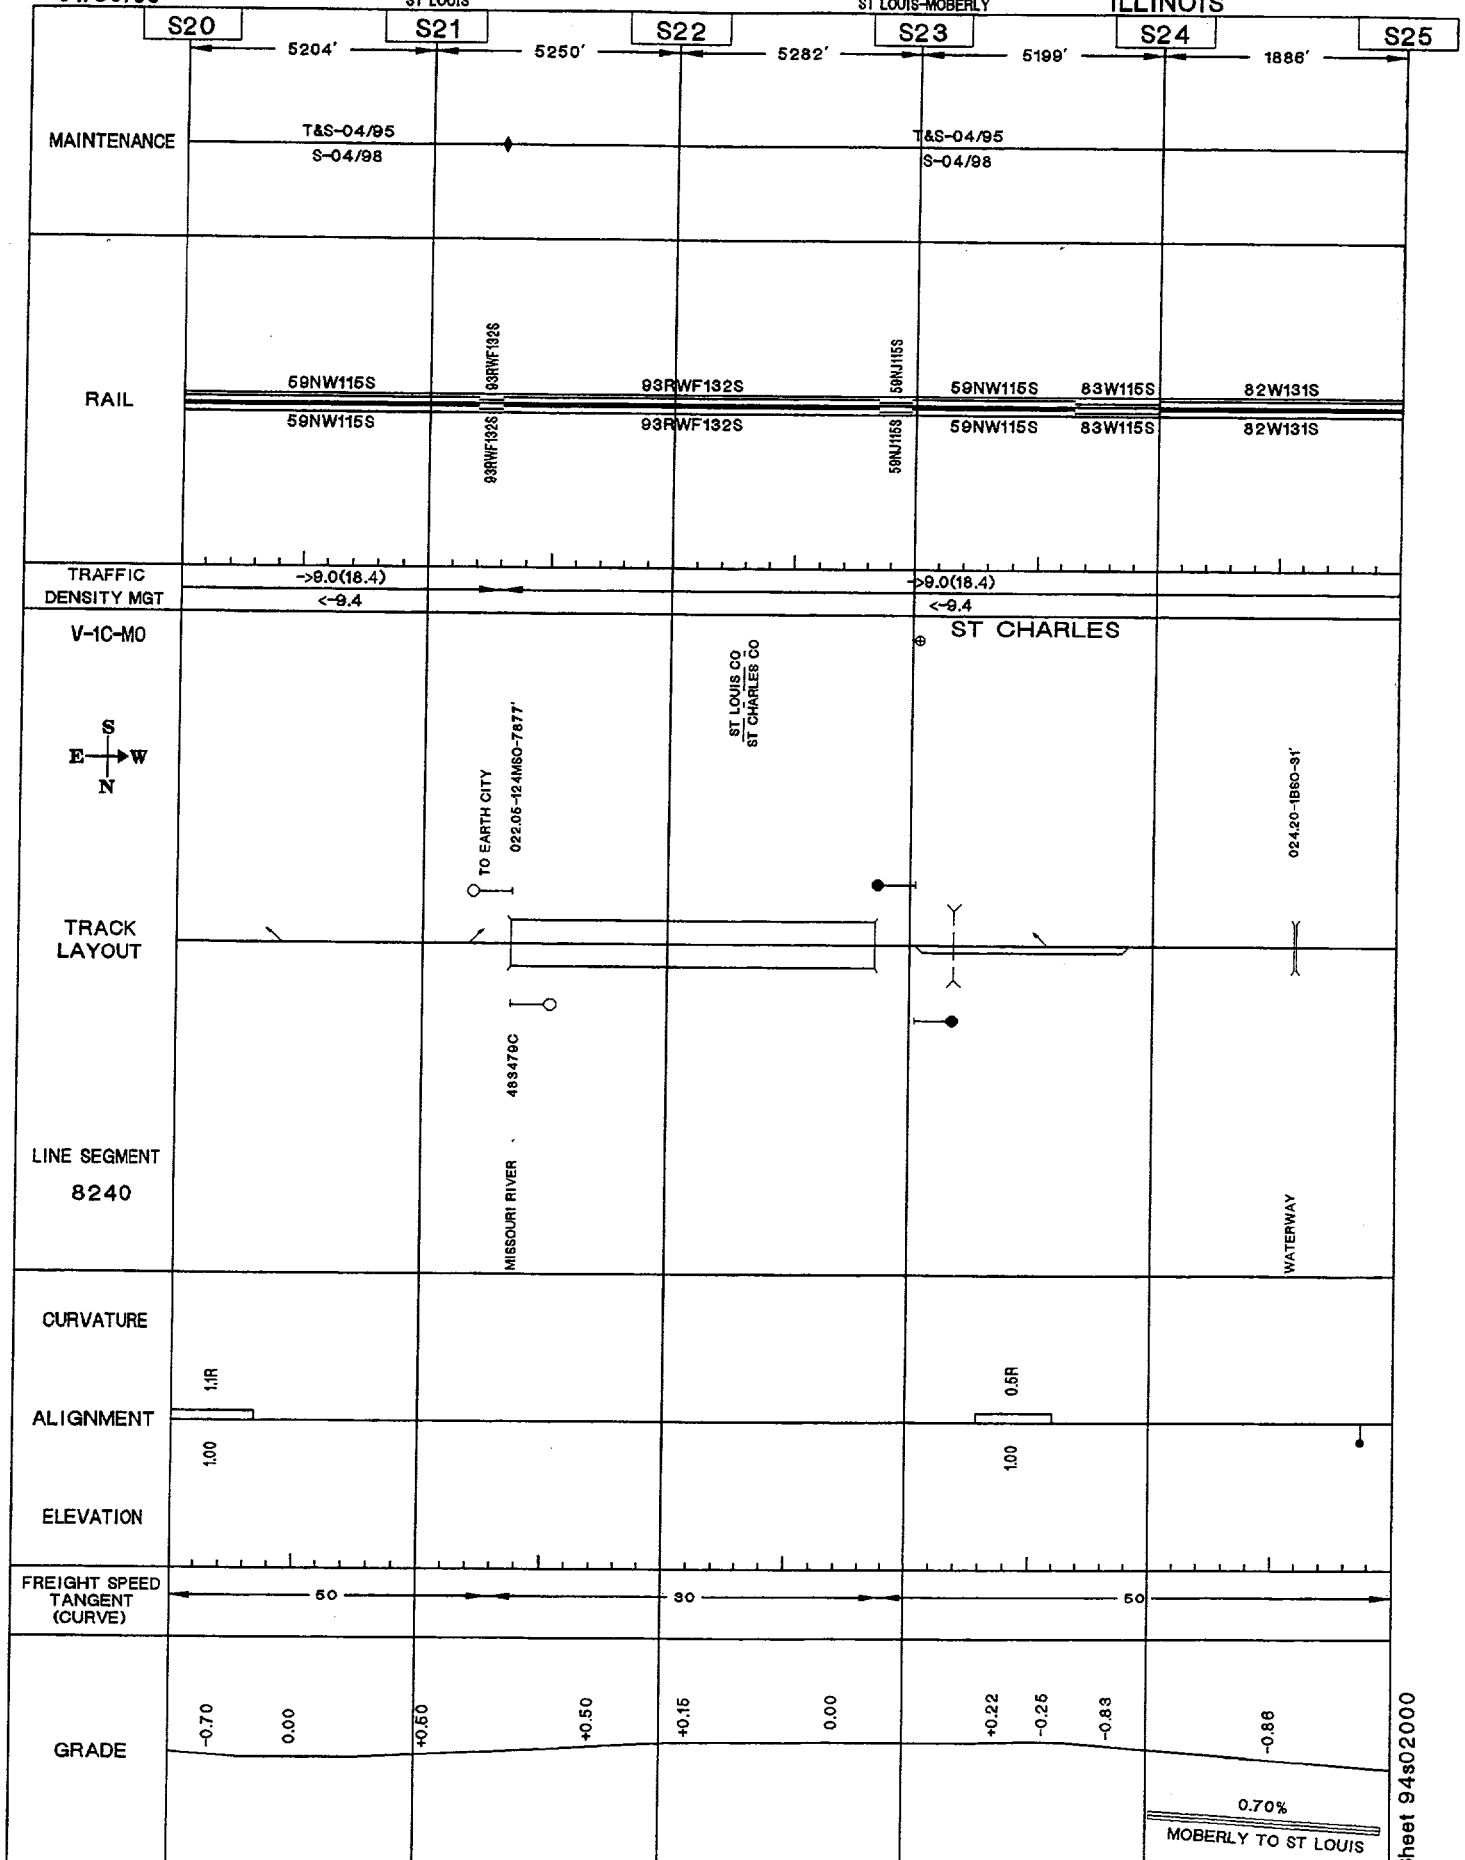 ST LOUIS
ST LOUIS-MOBERLY
ILLINOIS
S20 S21 S22 S23 S24 S25
5204' 5250' 5282' 5199' 1886'
MAINTENANCE
T&S-04/95 T&S-04/95
S-04/98 S-04/98
RAIL
59NW115S 93RWF132S 93RWF132S 59NJ115S 59NW115S 83W115S 82W131S
59NW115S 93RWF132S 93RWF132S 59NJ115S 59NW115S 83W115S 82W131S
TRAFFIC
DENSITY MGT
->9.0(18.4) ->9.0(18.4)
<-9.4 <-9.4
V-1C-MO
ST CHARLES
ST LOUIS CO
ST CHARLES CO
S
E W
N
TO EARTH CITY
022.05-124MSO-7877'
024.20-1BSO-31'
TRACK
LAYOUT
483479C
LINE SEGMENT
8240
MISSOURI RIVER
WATERWAY
CURVATURE
1.1R 0.5R
ALIGNMENT
1.00 1.00
ELEVATION
FREIGHT SPEED
TANGENT
(CURVE)
50 30 50
GRADE
-0.70 0.00 +0.50 +0.50 +0.15 0.00 +0.22 -0.25 -0.83 -0.86
0.70%
MOBERLY TO ST LOUIS
94s02000